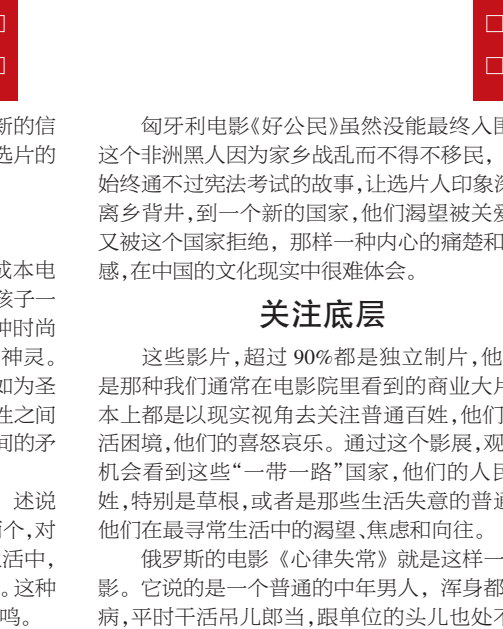 新的信
选片的
成本电
孩子一
种时尚
神灵。
如为圣
生之间
间的矛
述说
两个,对
生活中,
。这种
鸣。
匈牙利电影《好公民》虽然没能最终入围
这个非洲黑人因为家乡战乱而不得不移民，
始终通不过宪法考试的故事,让选片人印象深
离乡背井,到一个新的国家,他们渴望被关爱
又被这个国家拒绝，那样一种内心的痛楚和
感,在中国的文化现实中很难体会。
关注底层
这些影片,超过 90%都是独立制片,他
是那种我们通常在电影院里看到的商业大片
本上都是以现实视角去关注普通百姓,他们
活困境,他们的喜怒哀乐。通过这个影展,观
机会看到这些“一带一路”国家,他们的人民
姓,特别是草根,或者是那些生活失意的普通
他们在最寻常生活中的渴望、焦虑和向往。
俄罗斯的电影《心律失常》就是这样一
影。它说的是一个普通的中年男人，浑身都
病,平时干活吊儿郎当,跟单位的头儿也处不